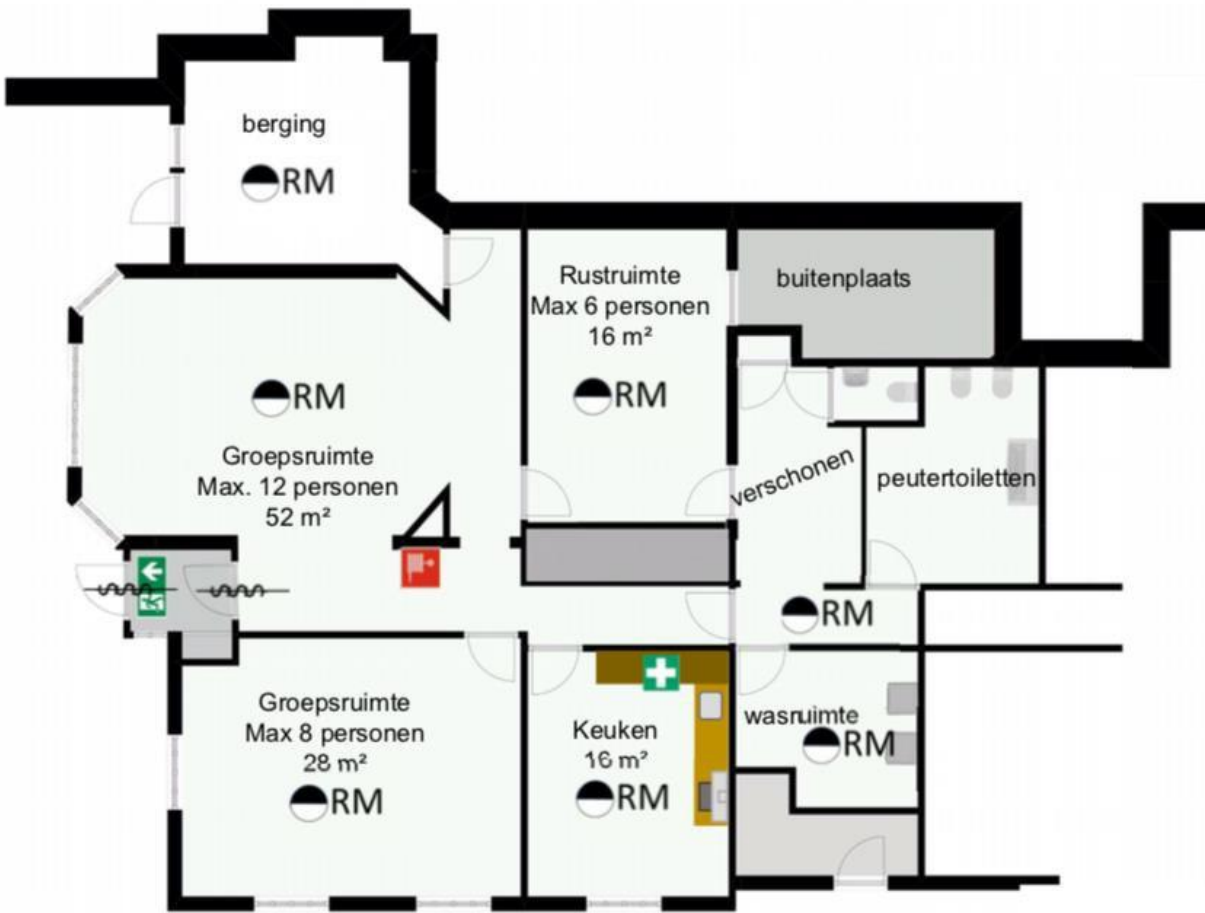 berging
RM
Rustruimte
Max 6 personen
16 m²
RM
buitenplaats
RM
Groepsruimte
Max. 12 personen
52 m²
verschonen
peutertoiletten
RM
Groepsruimte
Max 8 personen
28 m²
RM
Keuken
16 m²
RM
wasruimte
RM